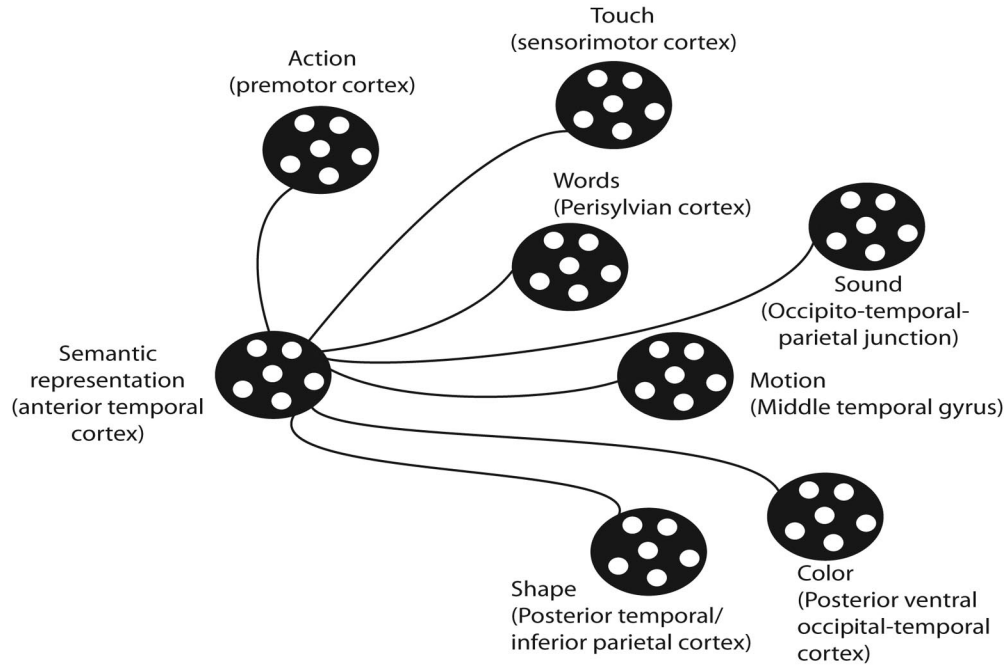 Touch
(sensorimotor cortex)
Action
(premotor cortex)
Words
(Perisylvian cortex)
Sound
(Occipito-temporal-
parietal junction)
Semantic
representation
(anterior temporal
cortex)
Motion
(Middle temporal gyrus)
Shape
(Posterior temporal/
inferior parietal cortex)
Color
(Posterior ventral
occipital-temporal
cortex)